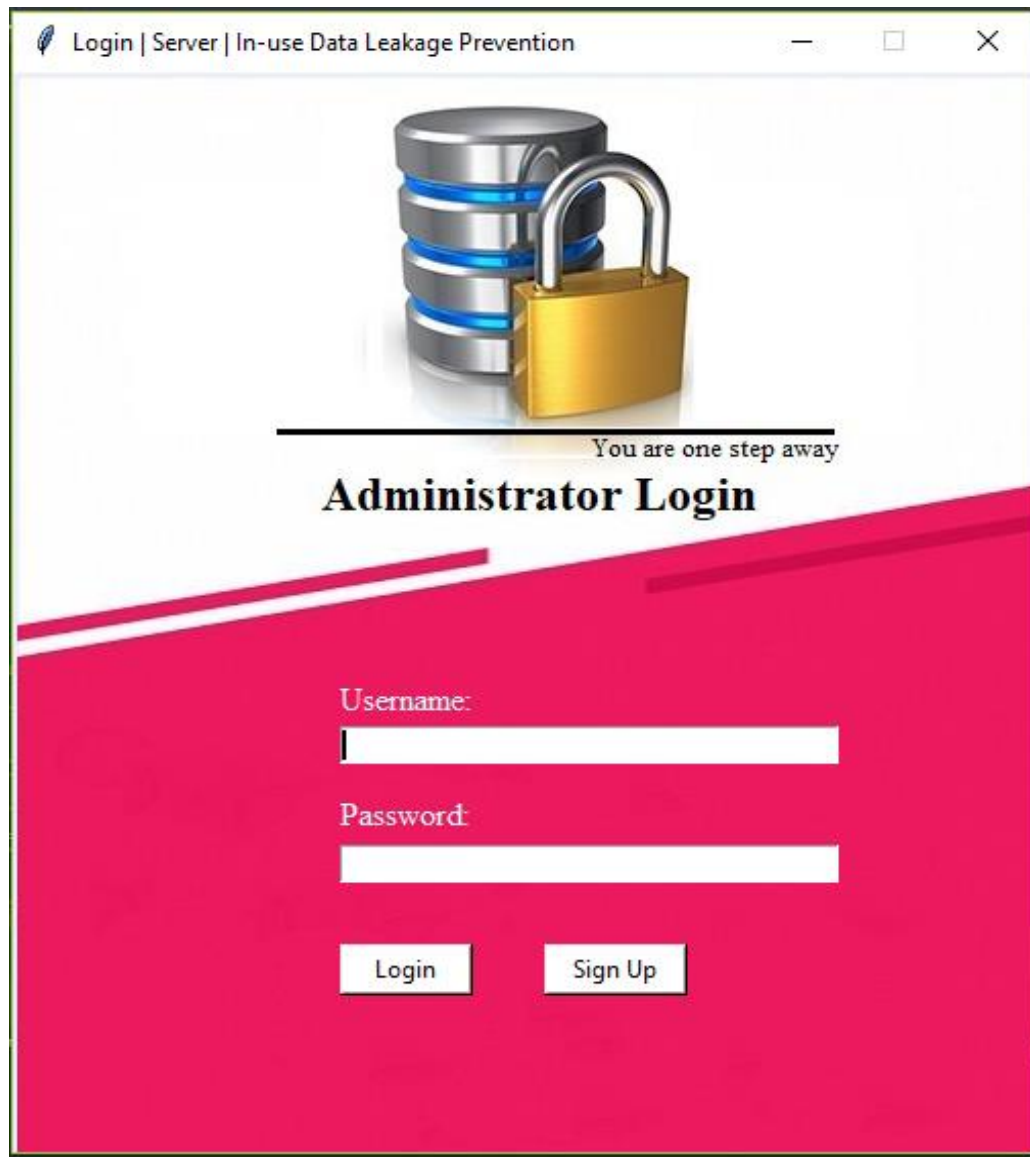 Login | Server | In-use Data Leakage Prevention
You are one step away
Administrator Login
Username:
Password:
Login
Sign Up